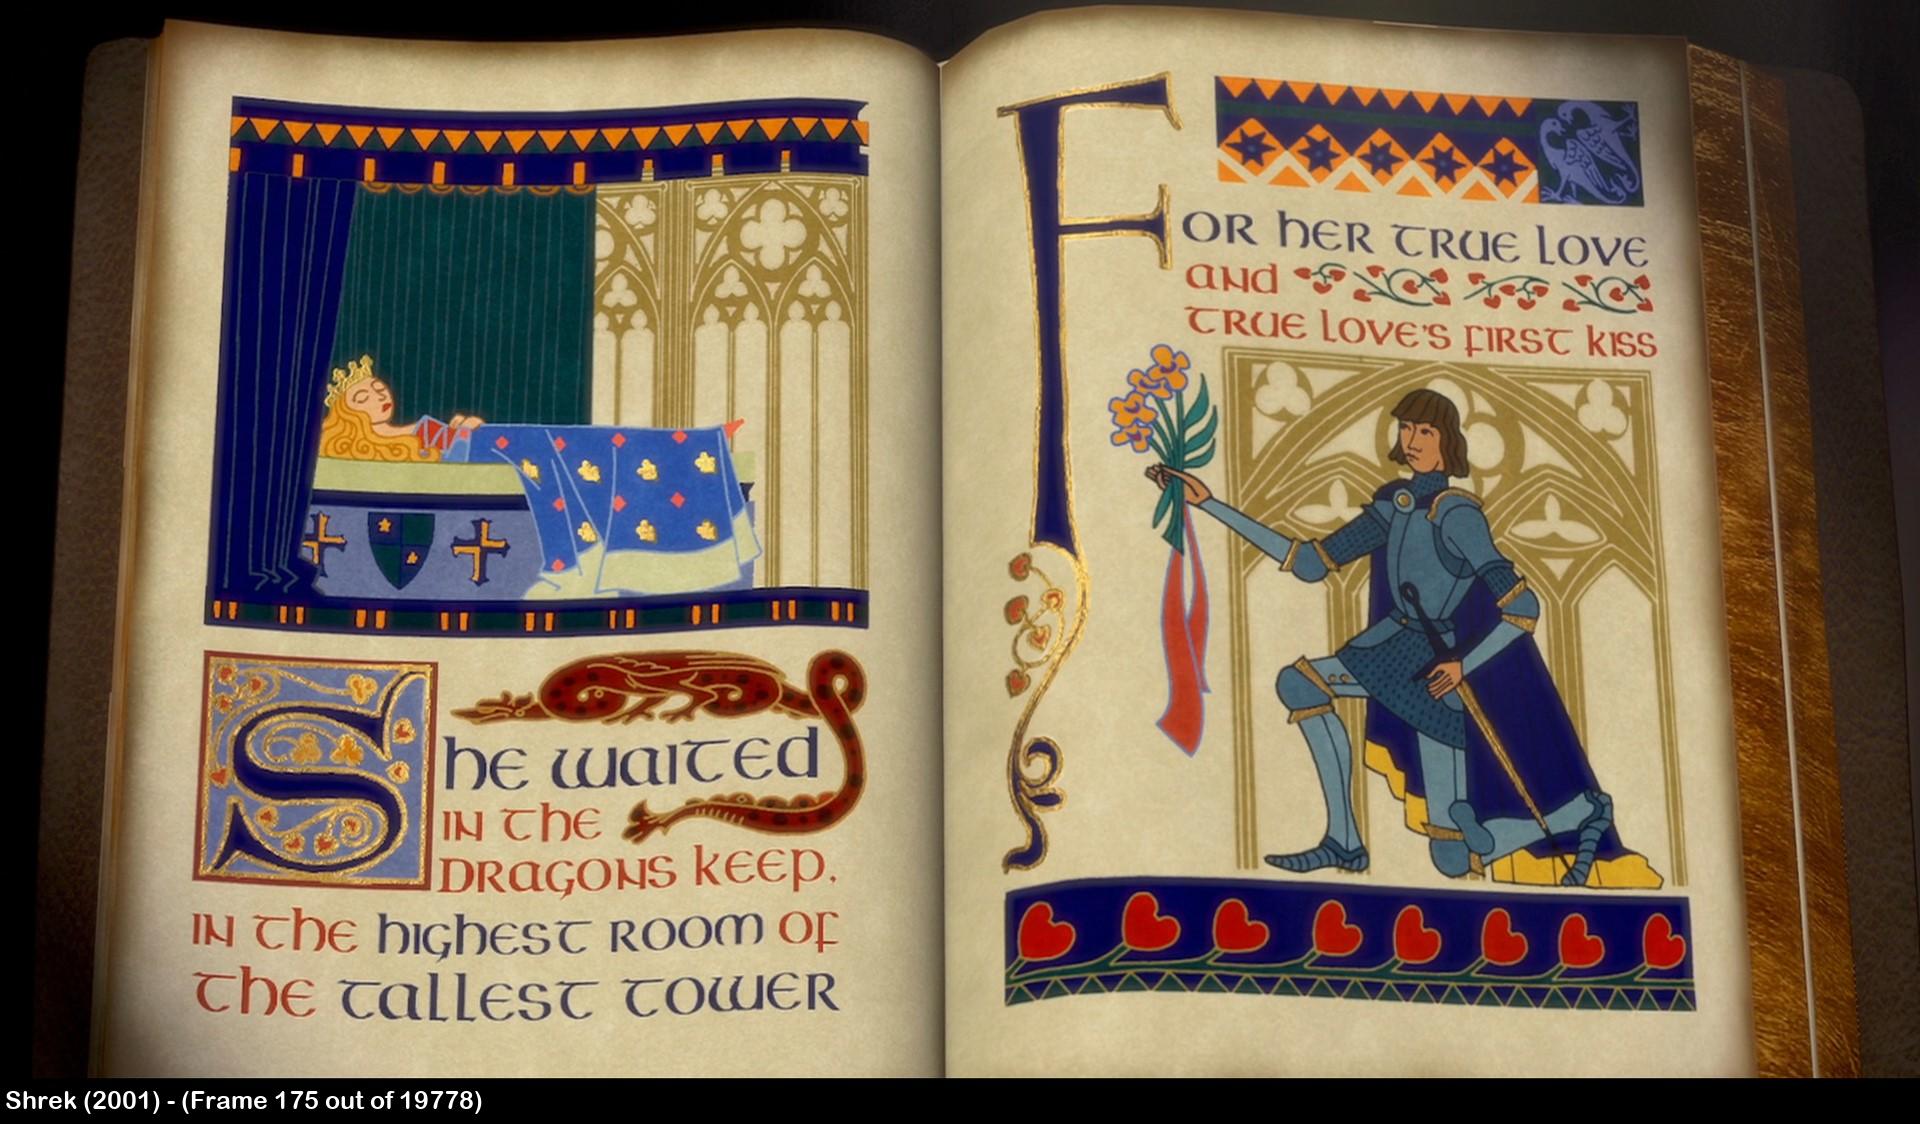 She waited
in the
dragons keep.
in the highest room of
the tallest tower
For her true love
and
true love's first kiss
Shrek (2001) - (Frame 175 out of 19778)